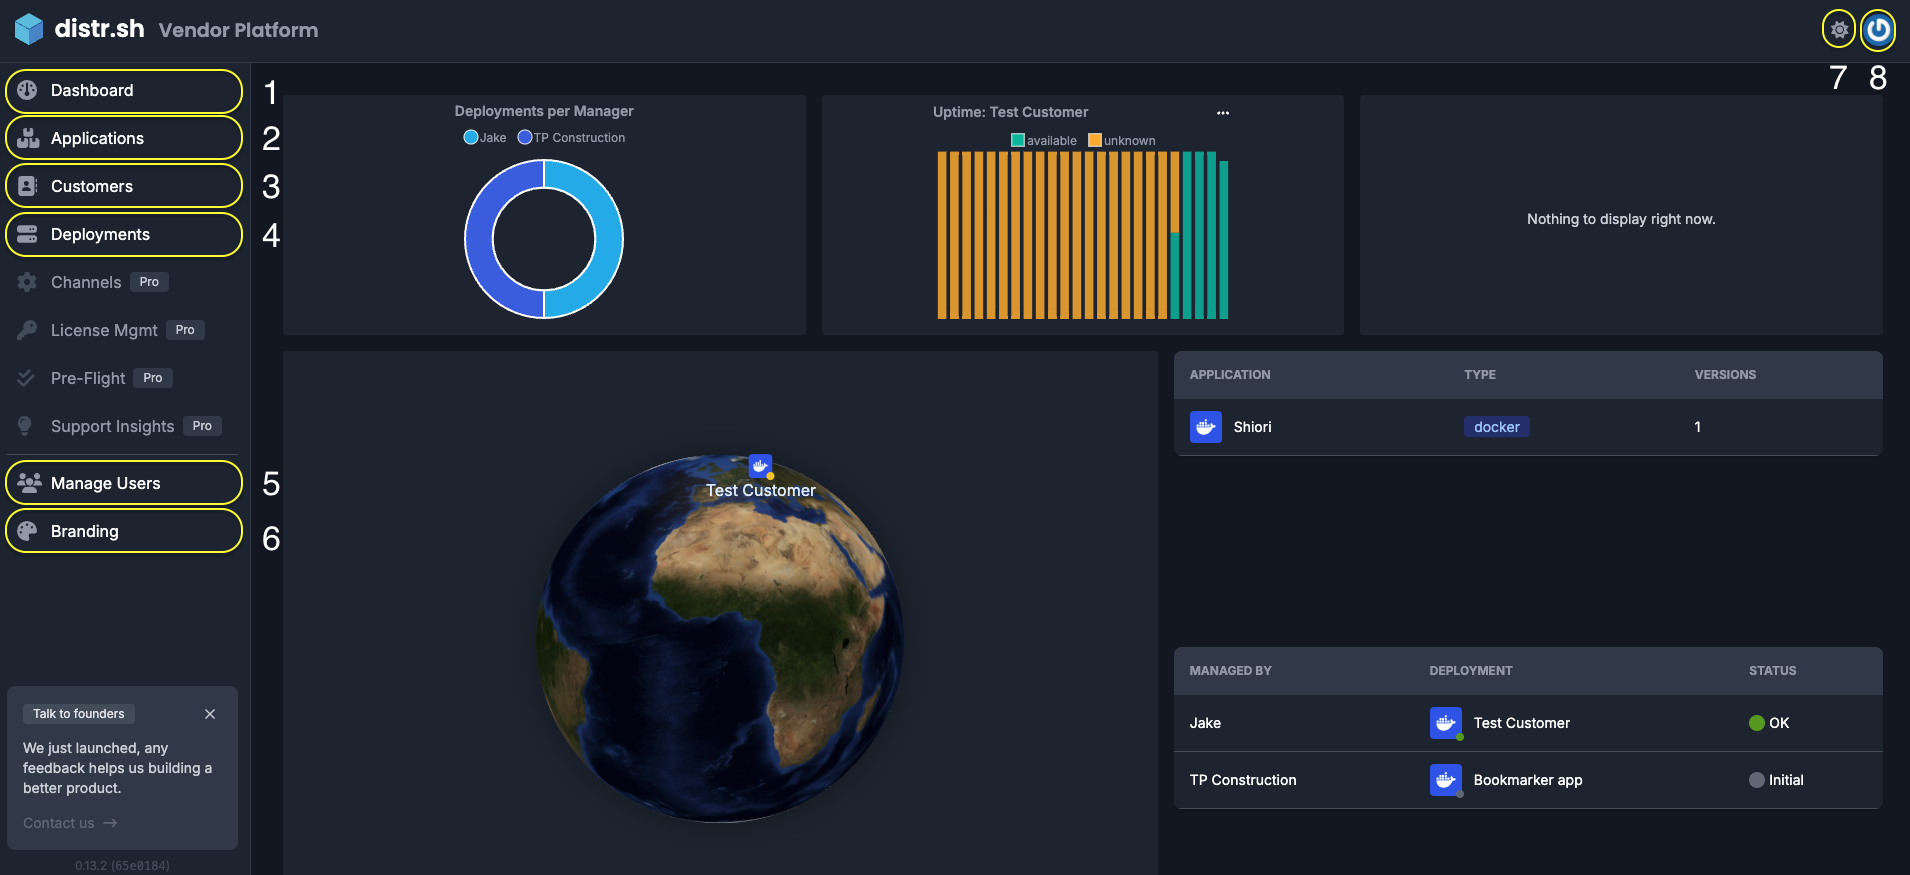 distr.sh Vendor Platform
7 8
Dashboard 1
Applications 2
Customers 3
Deployments 4
Channels Pro
License Mgmt Pro
Pre-Flight Pro
Support Insights Pro
Manage Users 5
Branding 6
Talk to founders
We just launched, any
feedback helps us building a
better product.
Contact us →
0.13.2 (65e0184)
Deployments per Manager
Jake TP Construction
Uptime: Test Customer ...
available unknown
Nothing to display right now.
Test Customer
APPLICATION TYPE VERSIONS
Shiori docker 1
MANAGED BY DEPLOYMENT STATUS
Jake Test Customer OK
TP Construction Bookmarker app Initial